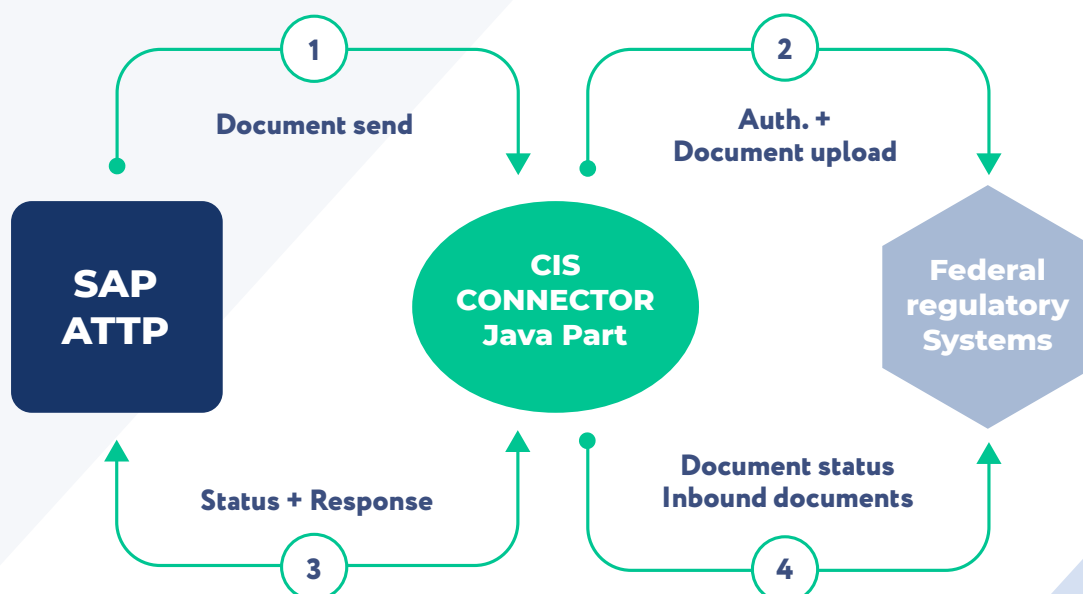 1
2
Document send
Auth. +
Document upload
SAP
ATTP
CIS
CONNECTOR
Java Part
Federal
regulatory
Systems
Status + Response
Document status
Inbound documents
3
4